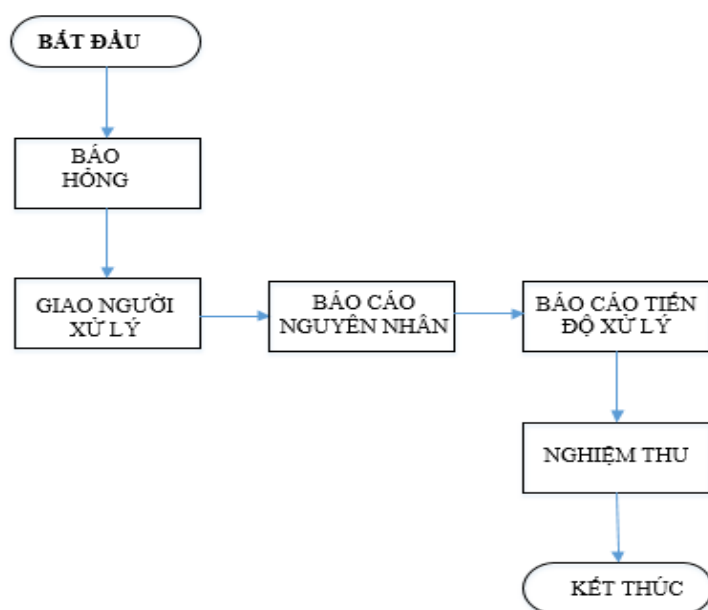 BẮT ĐẦU
BÁO
HỎNG
GIAO NGƯỜI
XỬ LÝ
BÁO CÁO
NGUYÊN NHÂN
BÁO CÁO TIẾN
ĐỘ XỬ LÝ
NGHIỆM THU
KẾT THÚC